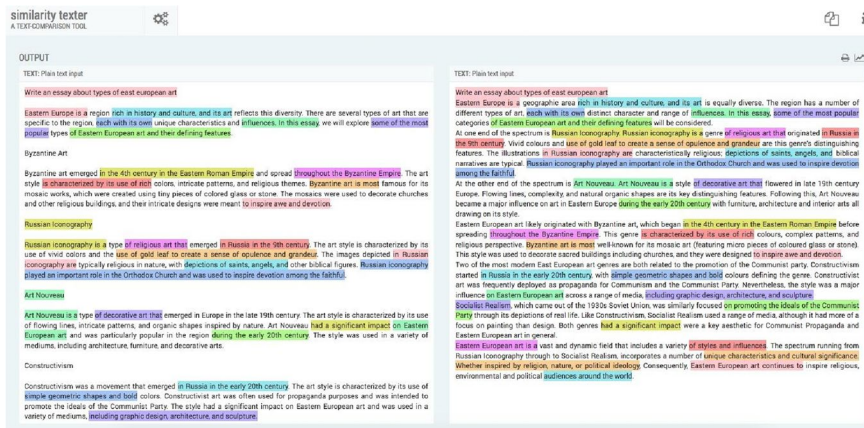 similarity texter
A TEXT-COMPARISON TOOL
OUTPUT
TEXT: Plain text input
Write an essay about types of east european art
Eastern Europe is a region rich in history and culture, and its art reflects this diversity. There are several types of art that are
specific to the region, each with its own unique characteristics and influences. In this essay, we will explore some of the most
popular types of Eastern European art and their defining features.
Byzantine Art
Byzantine art emerged in the 4th century in the Eastern Roman Empire and spread throughout the Byzantine Empire. The art
style is characterized by its use of rich colors, intricate patterns, and religious themes. Byzantine art is most famous for its
mosaic works, which were created using tiny pieces of colored glass or stone. The mosaics were used to decorate churches
and other religious buildings, and their intricate designs were meant to inspire awe and devotion.
Russian Iconography
Russian Iconography is a type of religious art that emerged in Russia in the 9th century. The art style is characterized by its
use of vivid colors and the use of gold leaf to create a sense of opulence and grandeur. The images depicted in Russian
iconography are typically religious in nature, with depictions of saints, angels, and other biblical figures. Russian iconography
played an important role in the Orthodox Church and was used to inspire devotion among the faithful.
Art Nouveau
Art Nouveau is a type of decorative art that emerged in Europe in the late 19th century. The art style is characterized by its use
of flowing lines, intricate patterns, and organic shapes inspired by nature. Art Nouveau had a significant impact on Eastern
European art and was particularly popular in the region during the early 20th century. The style was used in a variety of
mediums, including architecture, furniture, and decorative arts.
Constructivism
Constructivism was a movement that emerged in Russia in the early 20th century. The art style is characterized by its use of
simple geometric shapes and bold colors. Constructivist art was often used for propaganda purposes and was intended to
promote the ideals of the Communist Party. The style had a significant impact on Eastern European art and was used in a
variety of mediums, including graphic design, architecture, and sculpture.
TEXT: Plain text input
Write an essay about types of east european art
Eastern Europe is a geographic area rich in history and culture, and its art is equally diverse. The region has a number of
different types of art, each with its own distinct character and range of influences. In this essay, some of the most popular
categories of Eastern European art and their defining features will be considered.
At one end of the spectrum is Russian Iconography. Russian iconography is a genre of religious art that originated in Russia in
the 9th century. Vivid colours and use of gold leaf to create a sense of opulence and grandeur are this genre's distinguishing
features. The illustrations in Russian iconography are characteristically religious; depictions of saints, angels, and biblical
narratives are typical. Russian iconography played an important role in the Orthodox Church and was used to inspire devotion
among the faithful.
At the other end of the spectrum is Art Nouveau. Art Nouveau is a style of decorative art that flowered in late 19th century
Europe. Flowing lines, complexity, and natural organic shapes are its key distinguishing features. Following this, Art Nouveau
became a major influence on art in Eastern Europe during the early 20th century with furniture, architecture and interior arts all
drawing on its style.
Eastern European art likely originated with Byzantine art, which began in the 4th century in the Eastern Roman Empire before
spreading throughout the Byzantine Empire. This genre is characterized by its use of rich colours, complex patterns, and
religious perspective. Byzantine art is most well-known for its mosaic art (featuring micro pieces of coloured glass or stone).
This style was used to decorate sacred buildings including churches, and they were designed to inspire awe and devotion.
Two of the most modern East European art genres are both related to the promotion of the Communist party. Constructivism
started in Russia in the early 20th century, with simple geometric shapes and bold colours defining the genre. Constructivist
art was frequently deployed as propaganda for Communism and the Communist Party. Nevertheless, the style was a major
influence on Eastern European art across a range of media, including graphic design, architecture, and sculpture.
Socialist Realism, which came out of the 1930s Soviet Union, was similarly focused on promoting the ideals of the Communist
Party through its depictions of real life. Like Constructivism, Socialist Realism used a range of media, although it had more of a
focus on painting than design. Both genres had a significant impact were a key aesthetic for Communist Propaganda and
Eastern European art in general.
Eastern European art is a vast and dynamic field that includes a variety of styles and influences. The spectrum running from
Russian Iconography through to Socialist Realism, incorporates a number of unique characteristics and cultural significance.
Whether inspired by religion, nature, or political ideology, Consequently, Eastern European art continues to inspire religious,
environmental and political audiences around the world.